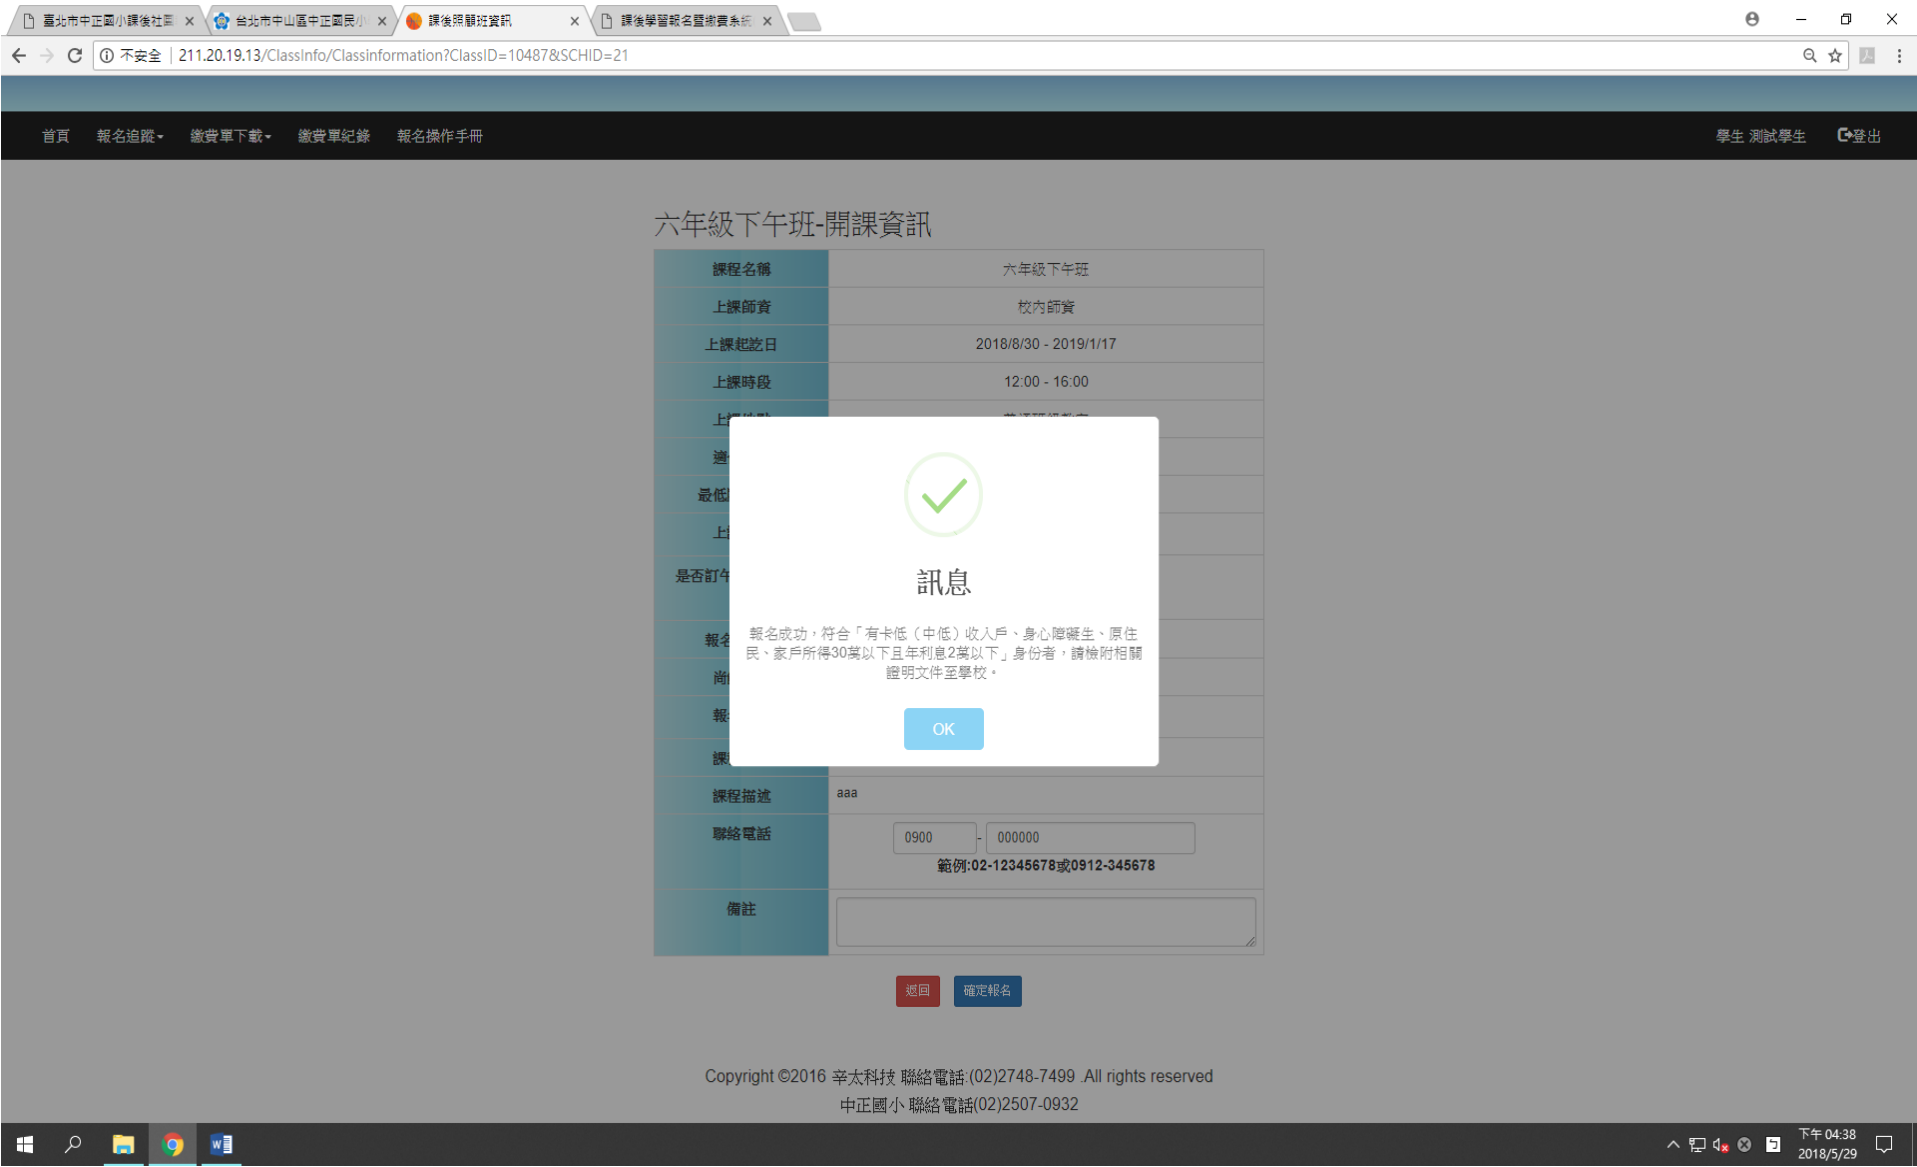 臺北市中正國小課後社團
台北市中山區中正國民小
課後照顧班資訊
課後學習報名暨繳費系統
不安全 | 211.20.19.13/ClassInfo/Classinformation?ClassID=10487&SCHID=21
首頁 報名追蹤 繳費單下載 繳費單紀錄 報名操作手冊 學生 測試學生 登出
六年級下午班-開課資訊
課程名稱 六年級下午班
上課師資 校內師資
上課起訖日 2018/8/30 - 2019/1/17
上課時段 12:00 - 16:00
最低
是否訂午
訊息
報名
報名成功，符合「有卡低（中低）收入戶、身心障礙生、原住
民、家戶所得30萬以下且年利息2萬以下」身份者，請檢附相關
證明文件至學校。
OK
課程描述 aaa
聯絡電話 0900 - 000000
範例:02-12345678或0912-345678
備註
返回 確定報名
Copyright ©2016 辛太科技 聯絡電話:(02)2748-7499 .All rights reserved
中正國小 聯絡電話(02)2507-0932
下午 04:38
2018/5/29